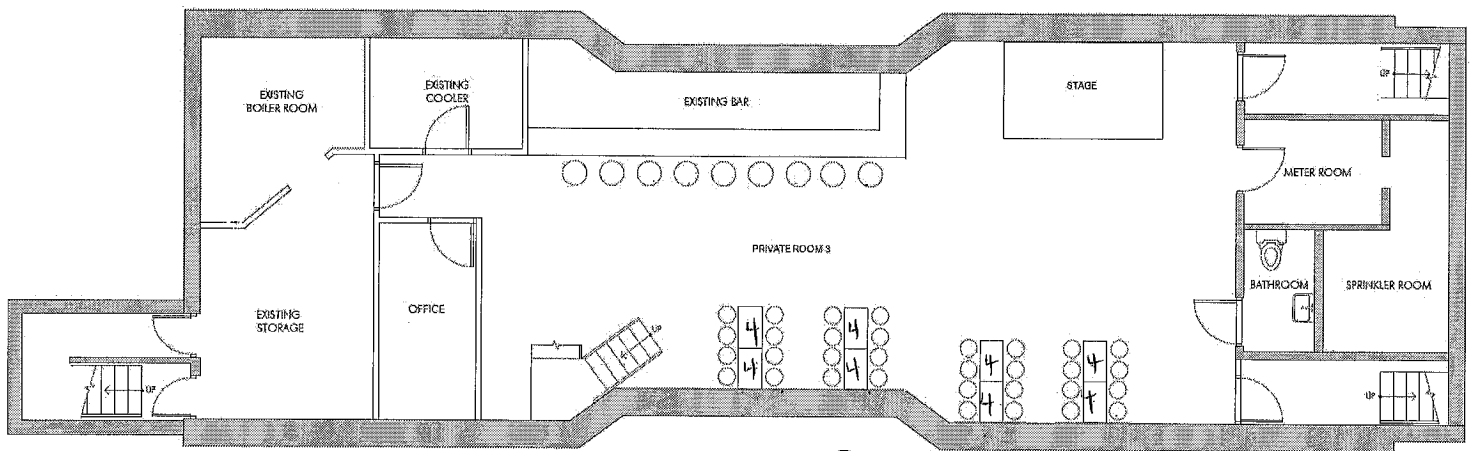 EXISTING
BOILER ROOM
EXISTING
COOLER
EXISTING BAR
STAGE
UP
METER ROOM
PRIVATE ROOM 3
BATHROOM
SPRINKLER ROOM
OFFICE
EXISTING
STORAGE
UP
4 4
4 4
4 4
4 4
UP
UP